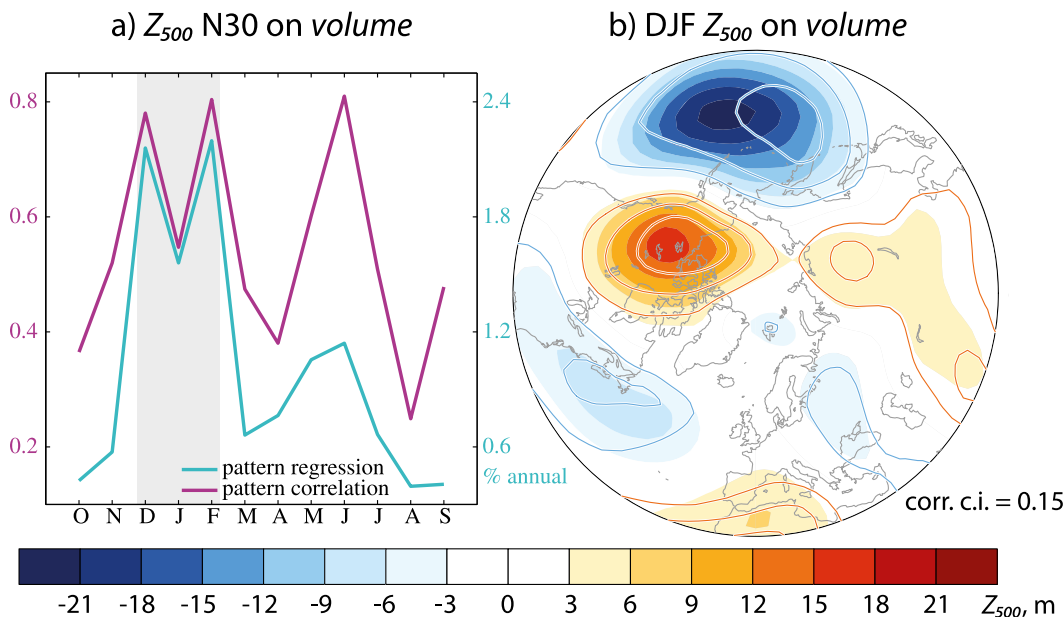 a) Z500 N30 on volume
b) DJF Z500 on volume
0.8
0.6
0.4
0.2
2.4
1.8
1.2
0.6
% annual
pattern regression
pattern correlation
O N D J F M A M J J A S
corr. c.i. = 0.15
-21 -18 -15 -12 -9 -6 -3 0 3 6 9 12 15 18 21 Z500, m